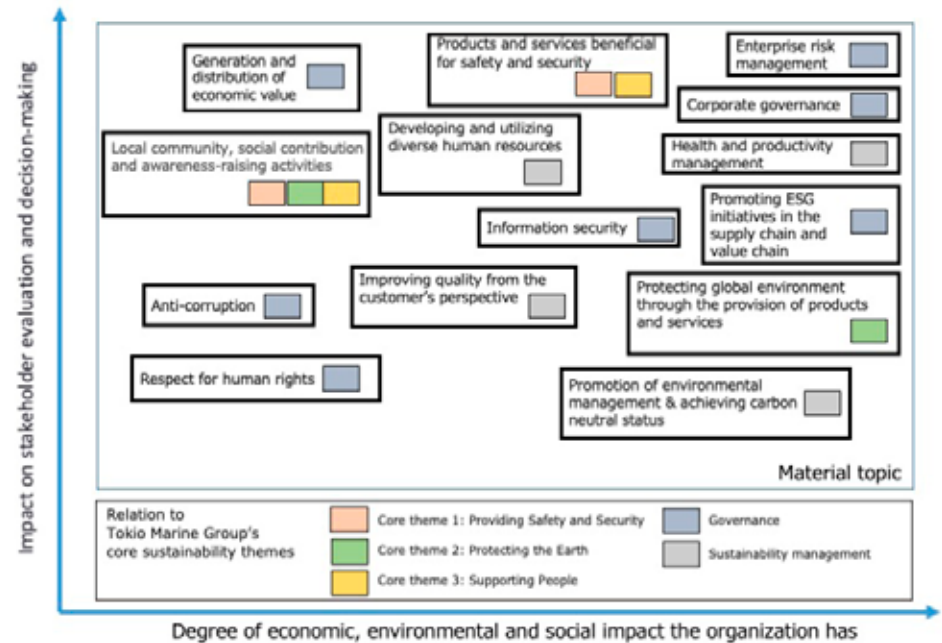 Impact on stakeholder evaluation and decision-making
Generation and
distribution of
economic value
Products and services beneficial
for safety and security
Enterprise risk
management
Corporate governance
Local community, social contribution
and awareness-raising activities
Developing and utilizing
diverse human resources
Health and productivity
management
Information security
Promoting ESG
initiatives in the
supply chain and
value chain
Anti-corruption
Improving quality from the
customer's perspective
Protecting global environment
through the provision of products
and services
Respect for human rights
Promotion of environmental
management & achieving carbon
neutral status
Material topic
Relation to
Tokio Marine Group's
core sustainability themes
Core theme 1: Providing Safety and Security
Core theme 2: Protecting the Earth
Core theme 3: Supporting People
Governance
Sustainability management
Degree of economic, environmental and social impact the organization has